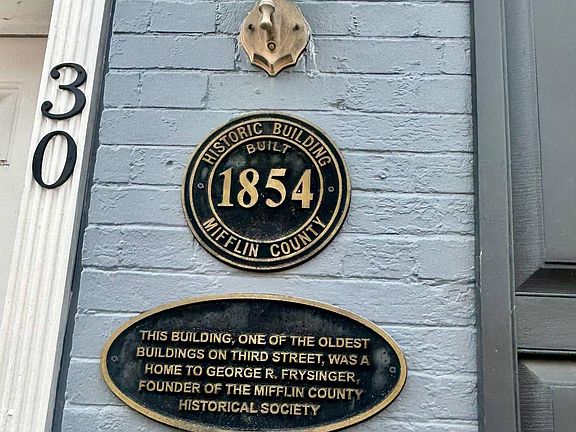 30
HISTORIC BUILDING
BUILT
1854
MIFFLIN COUNTY
THIS BUILDING, ONE OF THE OLDEST
BUILDINGS ON THIRD STREET, WAS A
HOME TO GEORGE R. FRYSINGER,
FOUNDER OF THE MIFFLIN COUNTY
HISTORICAL SOCIETY